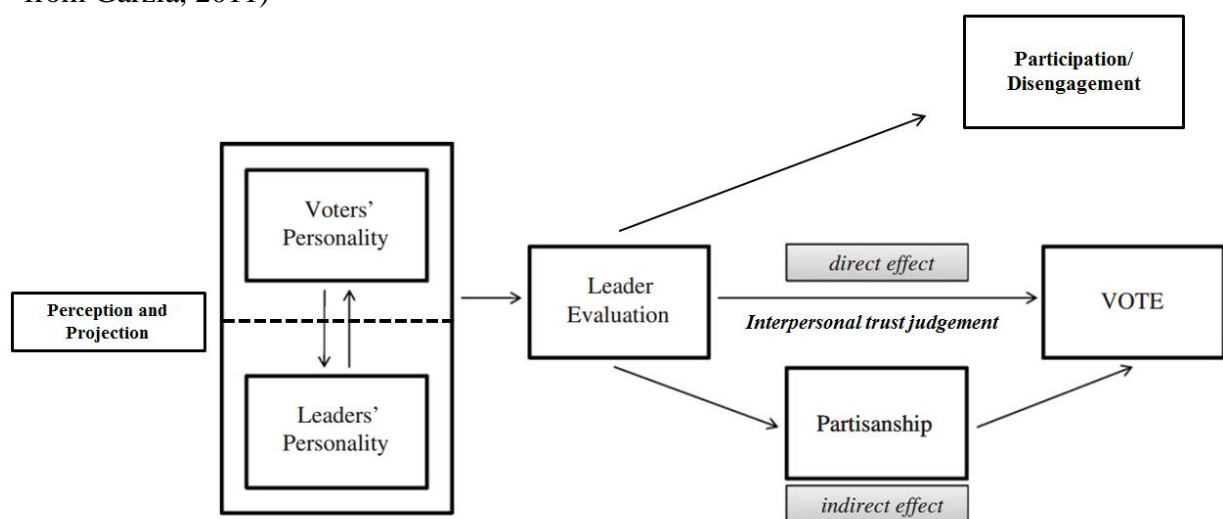 from Garzia, 2011)
Participation/
Disengagement
Voters'
Personality
Perception and
Projection
Leaders'
Personality
Leader
Evaluation
direct effect
Interpersonal trust judgement
VOTE
Partisanship
indirect effect